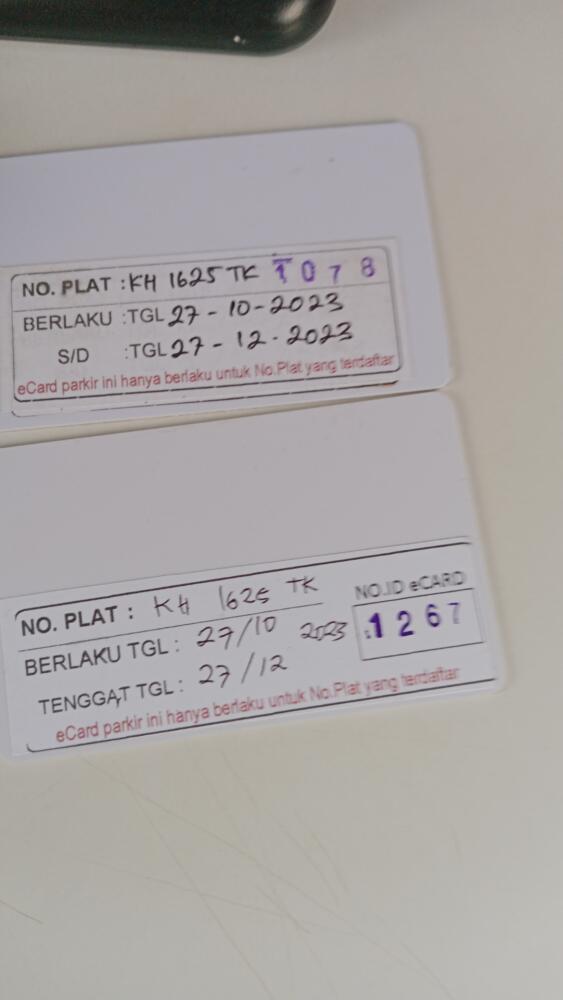 NO. PLAT : KH 1625 TK 1078
BERLAKU : TGL 27 - 10 - 2023
S/D : TGL 27 - 12 - 2023
eCard parkir ini hanya berlaku untuk No.Plat yang terdaftar
NO. PLAT : KH 1625 TK NO.ID eCARD
BERLAKU TGL : 27/10 2023 1267
TENGGAT TGL : 27/12
eCard parkir ini hanya berlaku untuk No.Plat yang terdaftar